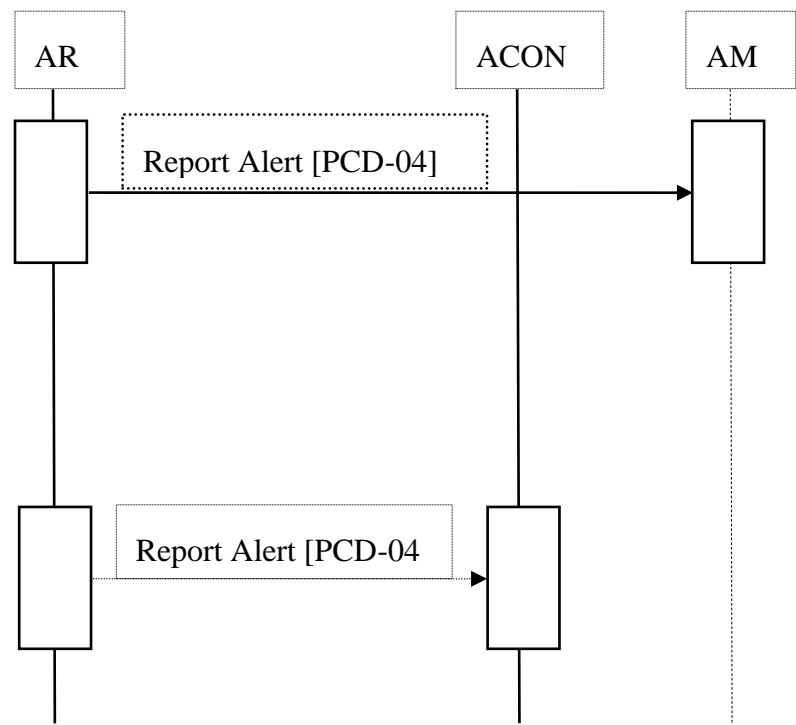 AR
ACON
AM
Report Alert [PCD-04]
Report Alert [PCD-04